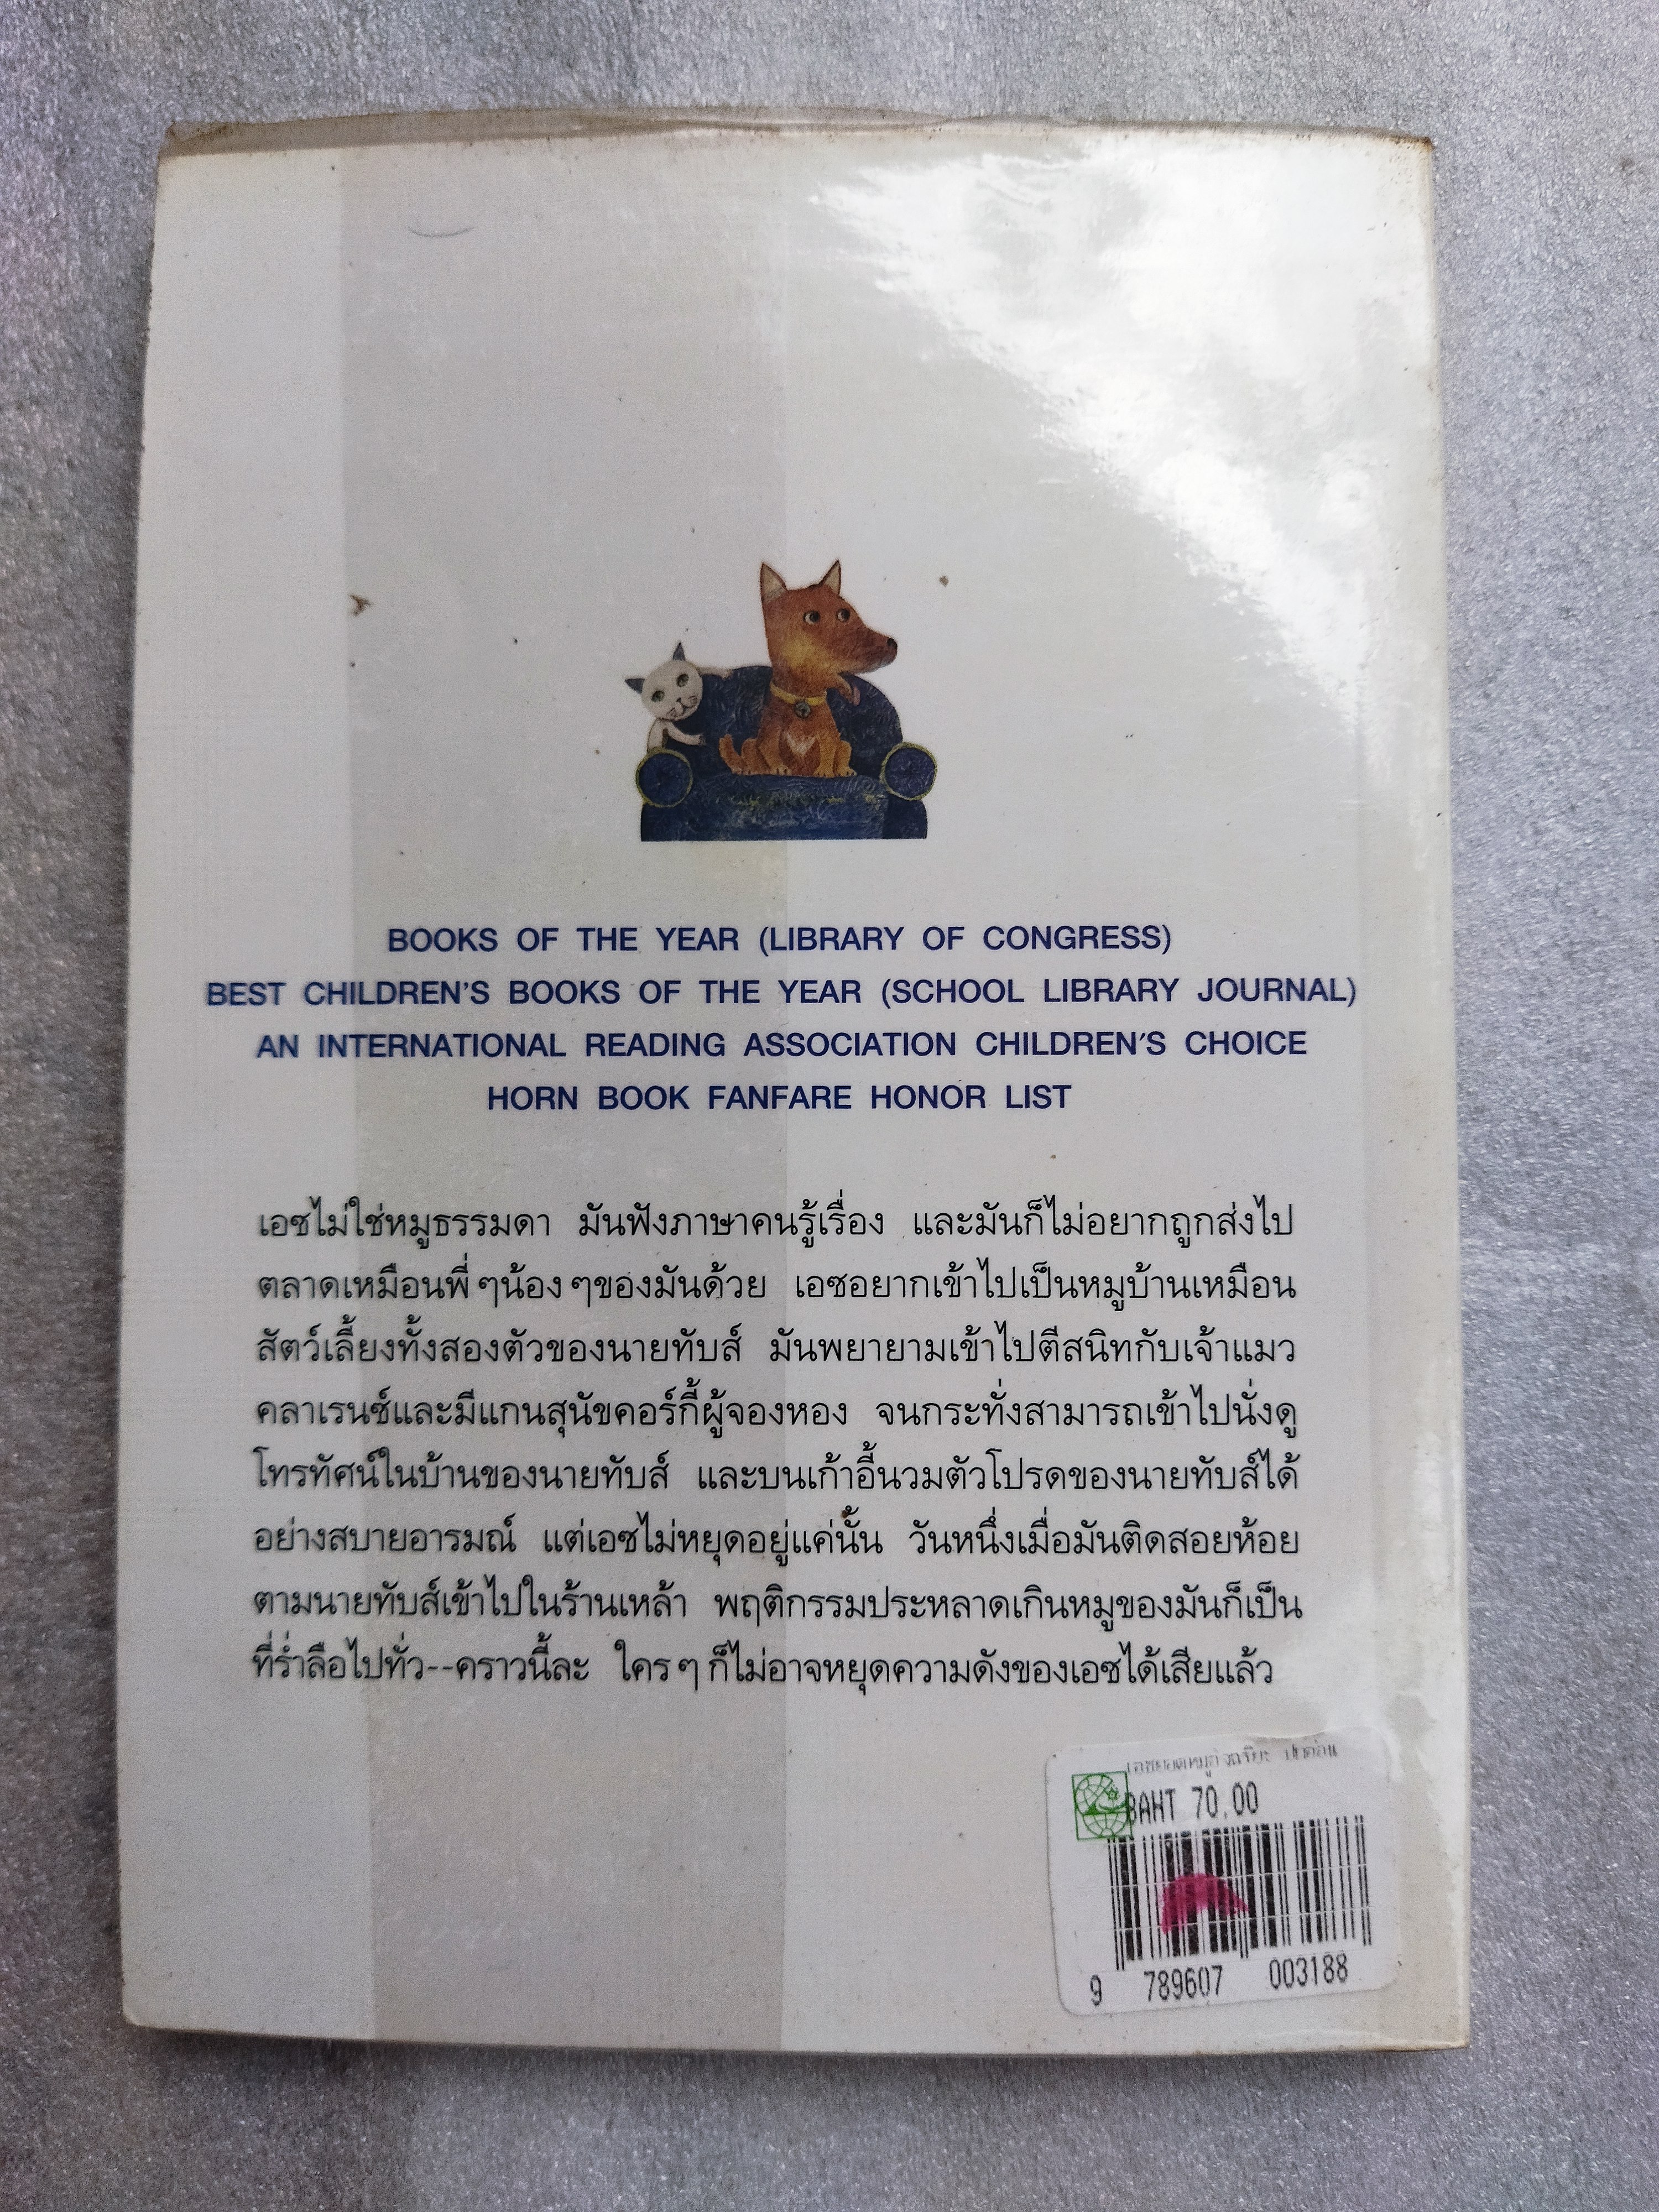 BOOKS OF THE YEAR (LIBRARY OF CONGRESS)
BEST CHILDREN'S BOOKS OF THE YEAR (SCHOOL LIBRARY JOURNAL)
AN INTERNATIONAL READING ASSOCIATION CHILDREN'S CHOICE
HORN BOOK FANFARE HONOR LIST
เอซไม่ใช่หมูธรรมดา มันฟังภาษาคนรู้เรื่อง และมันก็ไม่อยากถูกส่งไป
ตลาดเหมือนพี่ๆน้องๆของมันด้วย เอซอยากเข้าไปเป็นหมูบ้านเหมือน
สัตว์เลี้ยงทั้งสองตัวของนายทับส์ มันพยายามเข้าไปตีสนิทกับเจ้าแมว
คลาเรนซ์และมีแกนสุนัขคอร์กี้ผู้จองหอง จนกระทั่งสามารถเข้าไปนั่งดู
โทรทัศน์ในบ้านของนายทับส์ และบนเก้าอี้นวมตัวโปรดของนายทับส์ได้
อย่างสบายอารมณ์ แต่เอซไม่หยุดอยู่แค่นั้น วันหนึ่งเมื่อมันติดสอยห้อย
ตามนายทับส์เข้าไปในร้านเหล้า พฤติกรรมประหลาดเกินหมูของมันก็เป็น
ที่ร่ำลือไปทั่ว--คราวนี้ละ ใครๆ ก็ไม่อาจหยุดความดังของเอซได้เสียแล้ว
BAHT 70.00
9 789607 003188